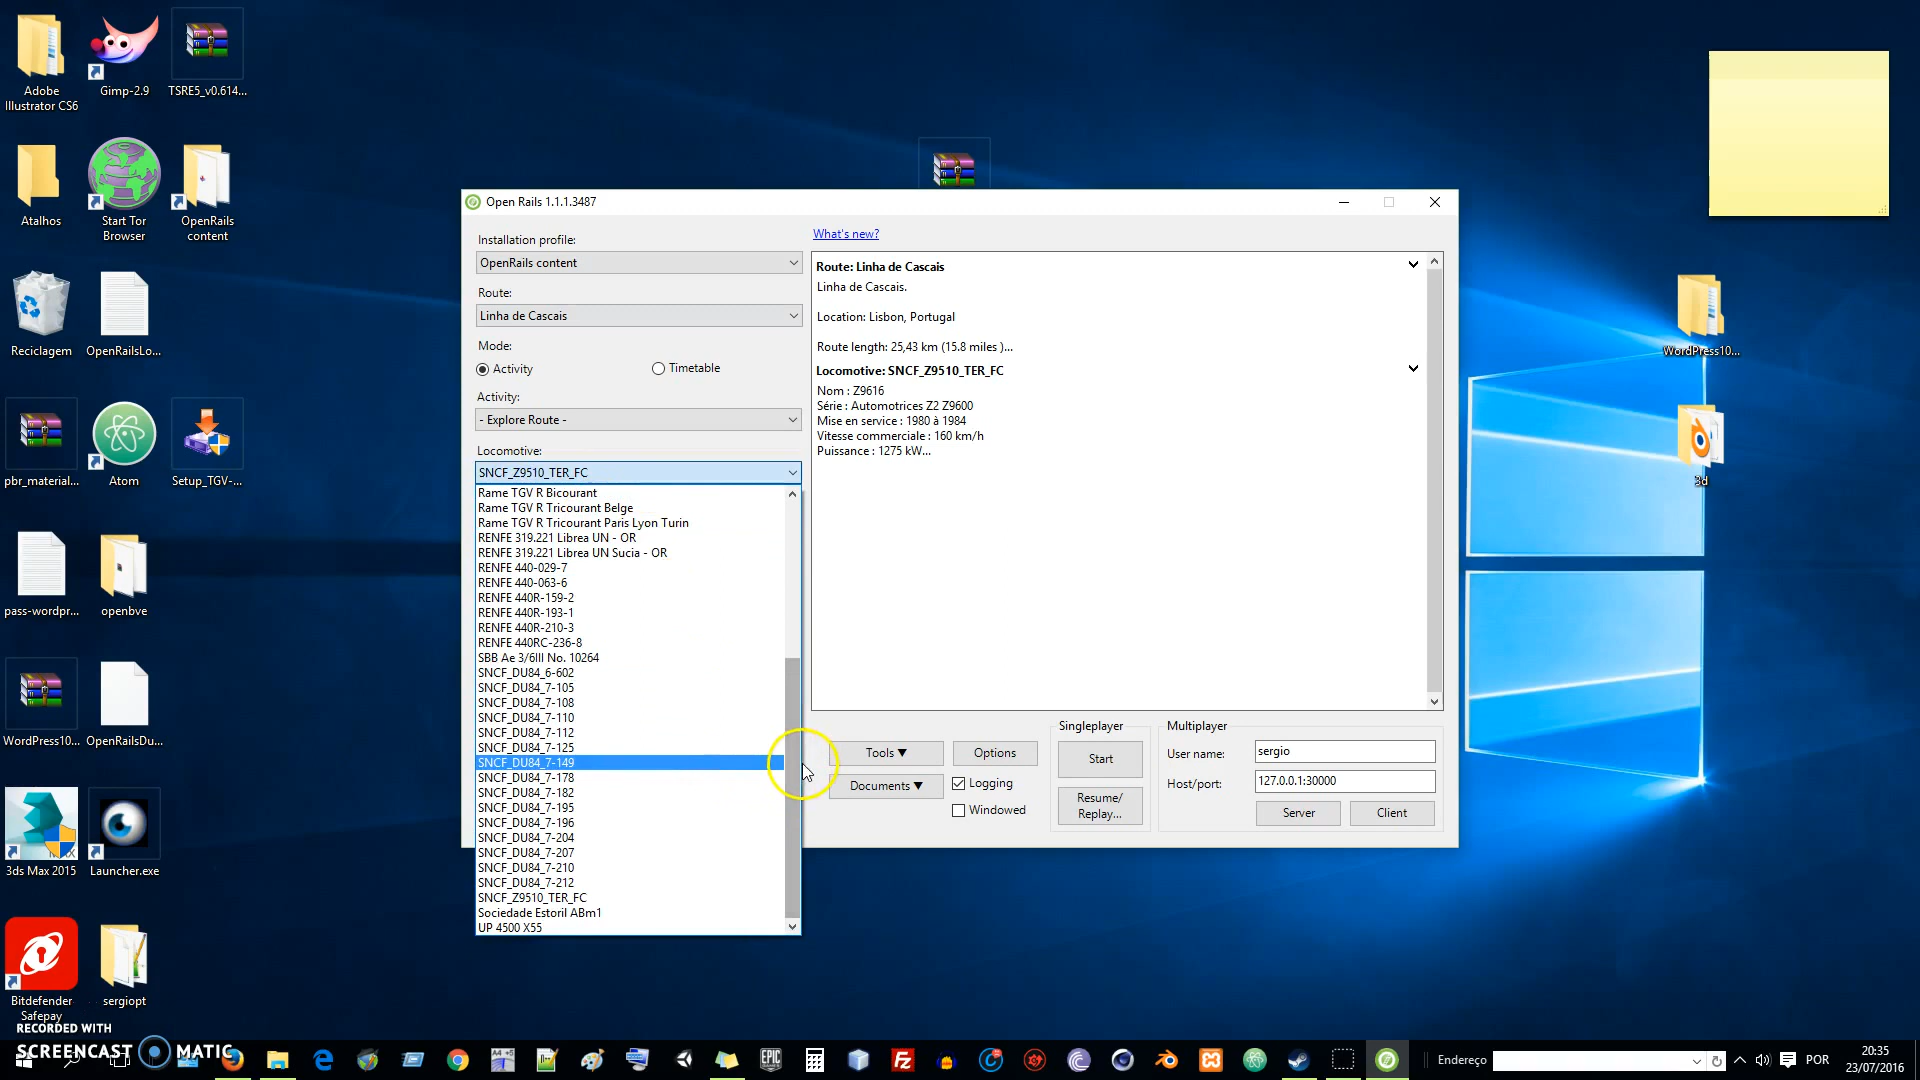 Adobe
Illustrator CS6
Gimp-2.9
TSRE5_v0.614...
Atalhos
Start Tor
Browser
OpenRails
content
Reciclagem
OpenRailsLo...
pbr_material...
Atom
Setup_TGV-...
pass-wordpr...
openbve
WordPress10...
OpenRailsDu...
3ds Max 2015
Launcher.exe
Bitdefender
Safepay
sergiopt
WordPress10...
3d
Open Rails 1.1.1.3487
Installation profile:
OpenRails content
Route:
Linha de Cascais
Mode:
Activity
Timetable
Activity:
- Explore Route -
Locomotive:
SNCF_Z9510_TER_FC
Rame TGV R Bicourant
Rame TGV R Tricourant Belge
Rame TGV R Tricourant Paris Lyon Turin
RENFE 319.221 Librea UN - OR
RENFE 319.221 Librea UN Sucia - OR
RENFE 440-029-7
RENFE 440-063-6
RENFE 440R-159-2
RENFE 440R-193-1
RENFE 440R-210-3
RENFE 440RC-236-8
SBB Ae 3/6III No. 10264
SNCF_DU84_6-602
SNCF_DU84_7-105
SNCF_DU84_7-108
SNCF_DU84_7-110
SNCF_DU84_7-112
SNCF_DU84_7-125
SNCF_DU84_7-149
SNCF_DU84_7-178
SNCF_DU84_7-182
SNCF_DU84_7-195
SNCF_DU84_7-196
SNCF_DU84_7-204
SNCF_DU84_7-207
SNCF_DU84_7-210
SNCF_DU84_7-212
SNCF_Z9510_TER_FC
Sociedade Estoril ABm1
UP 4500 X55
What's new?
Route: Linha de Cascais
Linha de Cascais.
Location: Lisbon, Portugal
Route length: 25,43 km (15.8 miles )...
Locomotive: SNCF_Z9510_TER_FC
Nom : Z9616
Série : Automotrices Z2 Z9600
Mise en service : 1980 à 1984
Vitesse commerciale : 160 km/h
Puissance : 1275 kW...
Tools ▼
Options
Documents ▼
Logging
Windowed
Singleplayer
Start
Resume/
Replay...
Multiplayer
User name:
sergio
Host/port:
127.0.0.1:30000
Server
Client
RECORDED WITH
SCREENCAST MATIC
A4 +5
EPIC
GAMES
Fz
Endereço
POR
20:35
23/07/2016